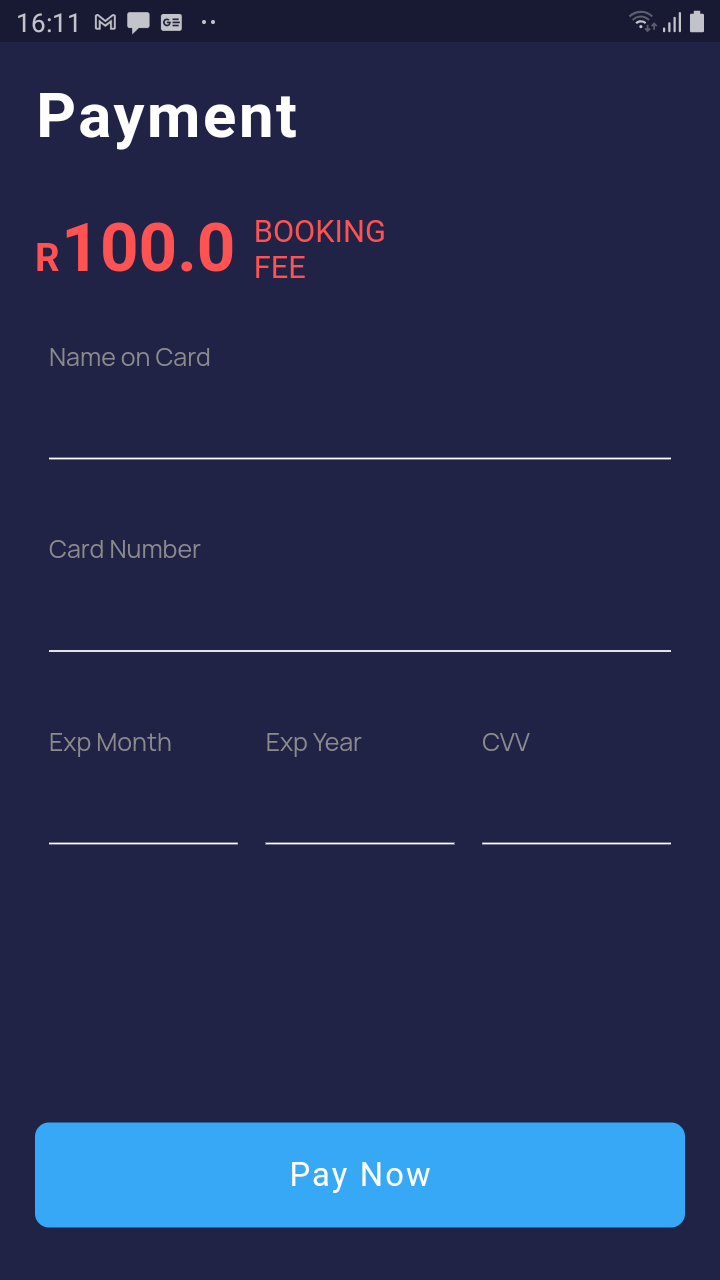 16:11
Payment
R100.0 BOOKING
FEE
Name on Card
Card Number
Exp Month Exp Year CVV
Pay Now